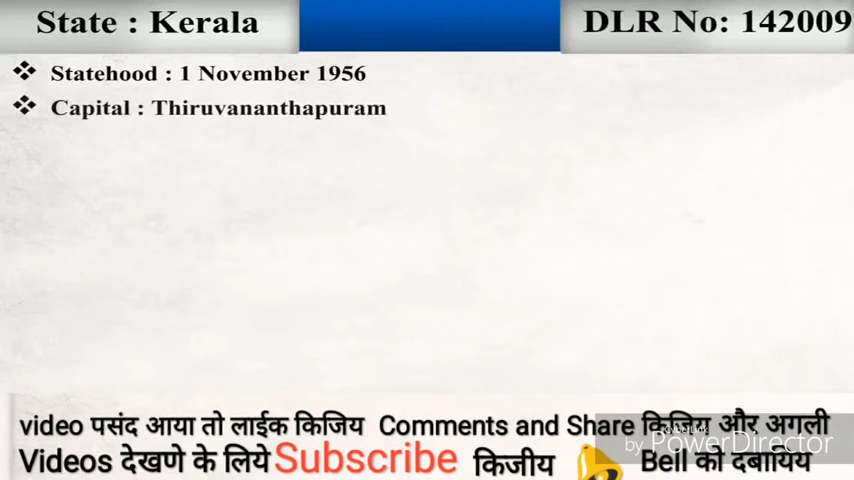 State : Kerala
DLR No: 142009
❖ Statehood : 1 November 1956
❖ Capital : Thiruvananthapuram
video पसंद आया तो लाईक किजिय Comments and Share किजिय और अगली
CyberLink
by PowerDirector
Videos देखणे के लिये Subscribe किजीय Bell को दबायिय